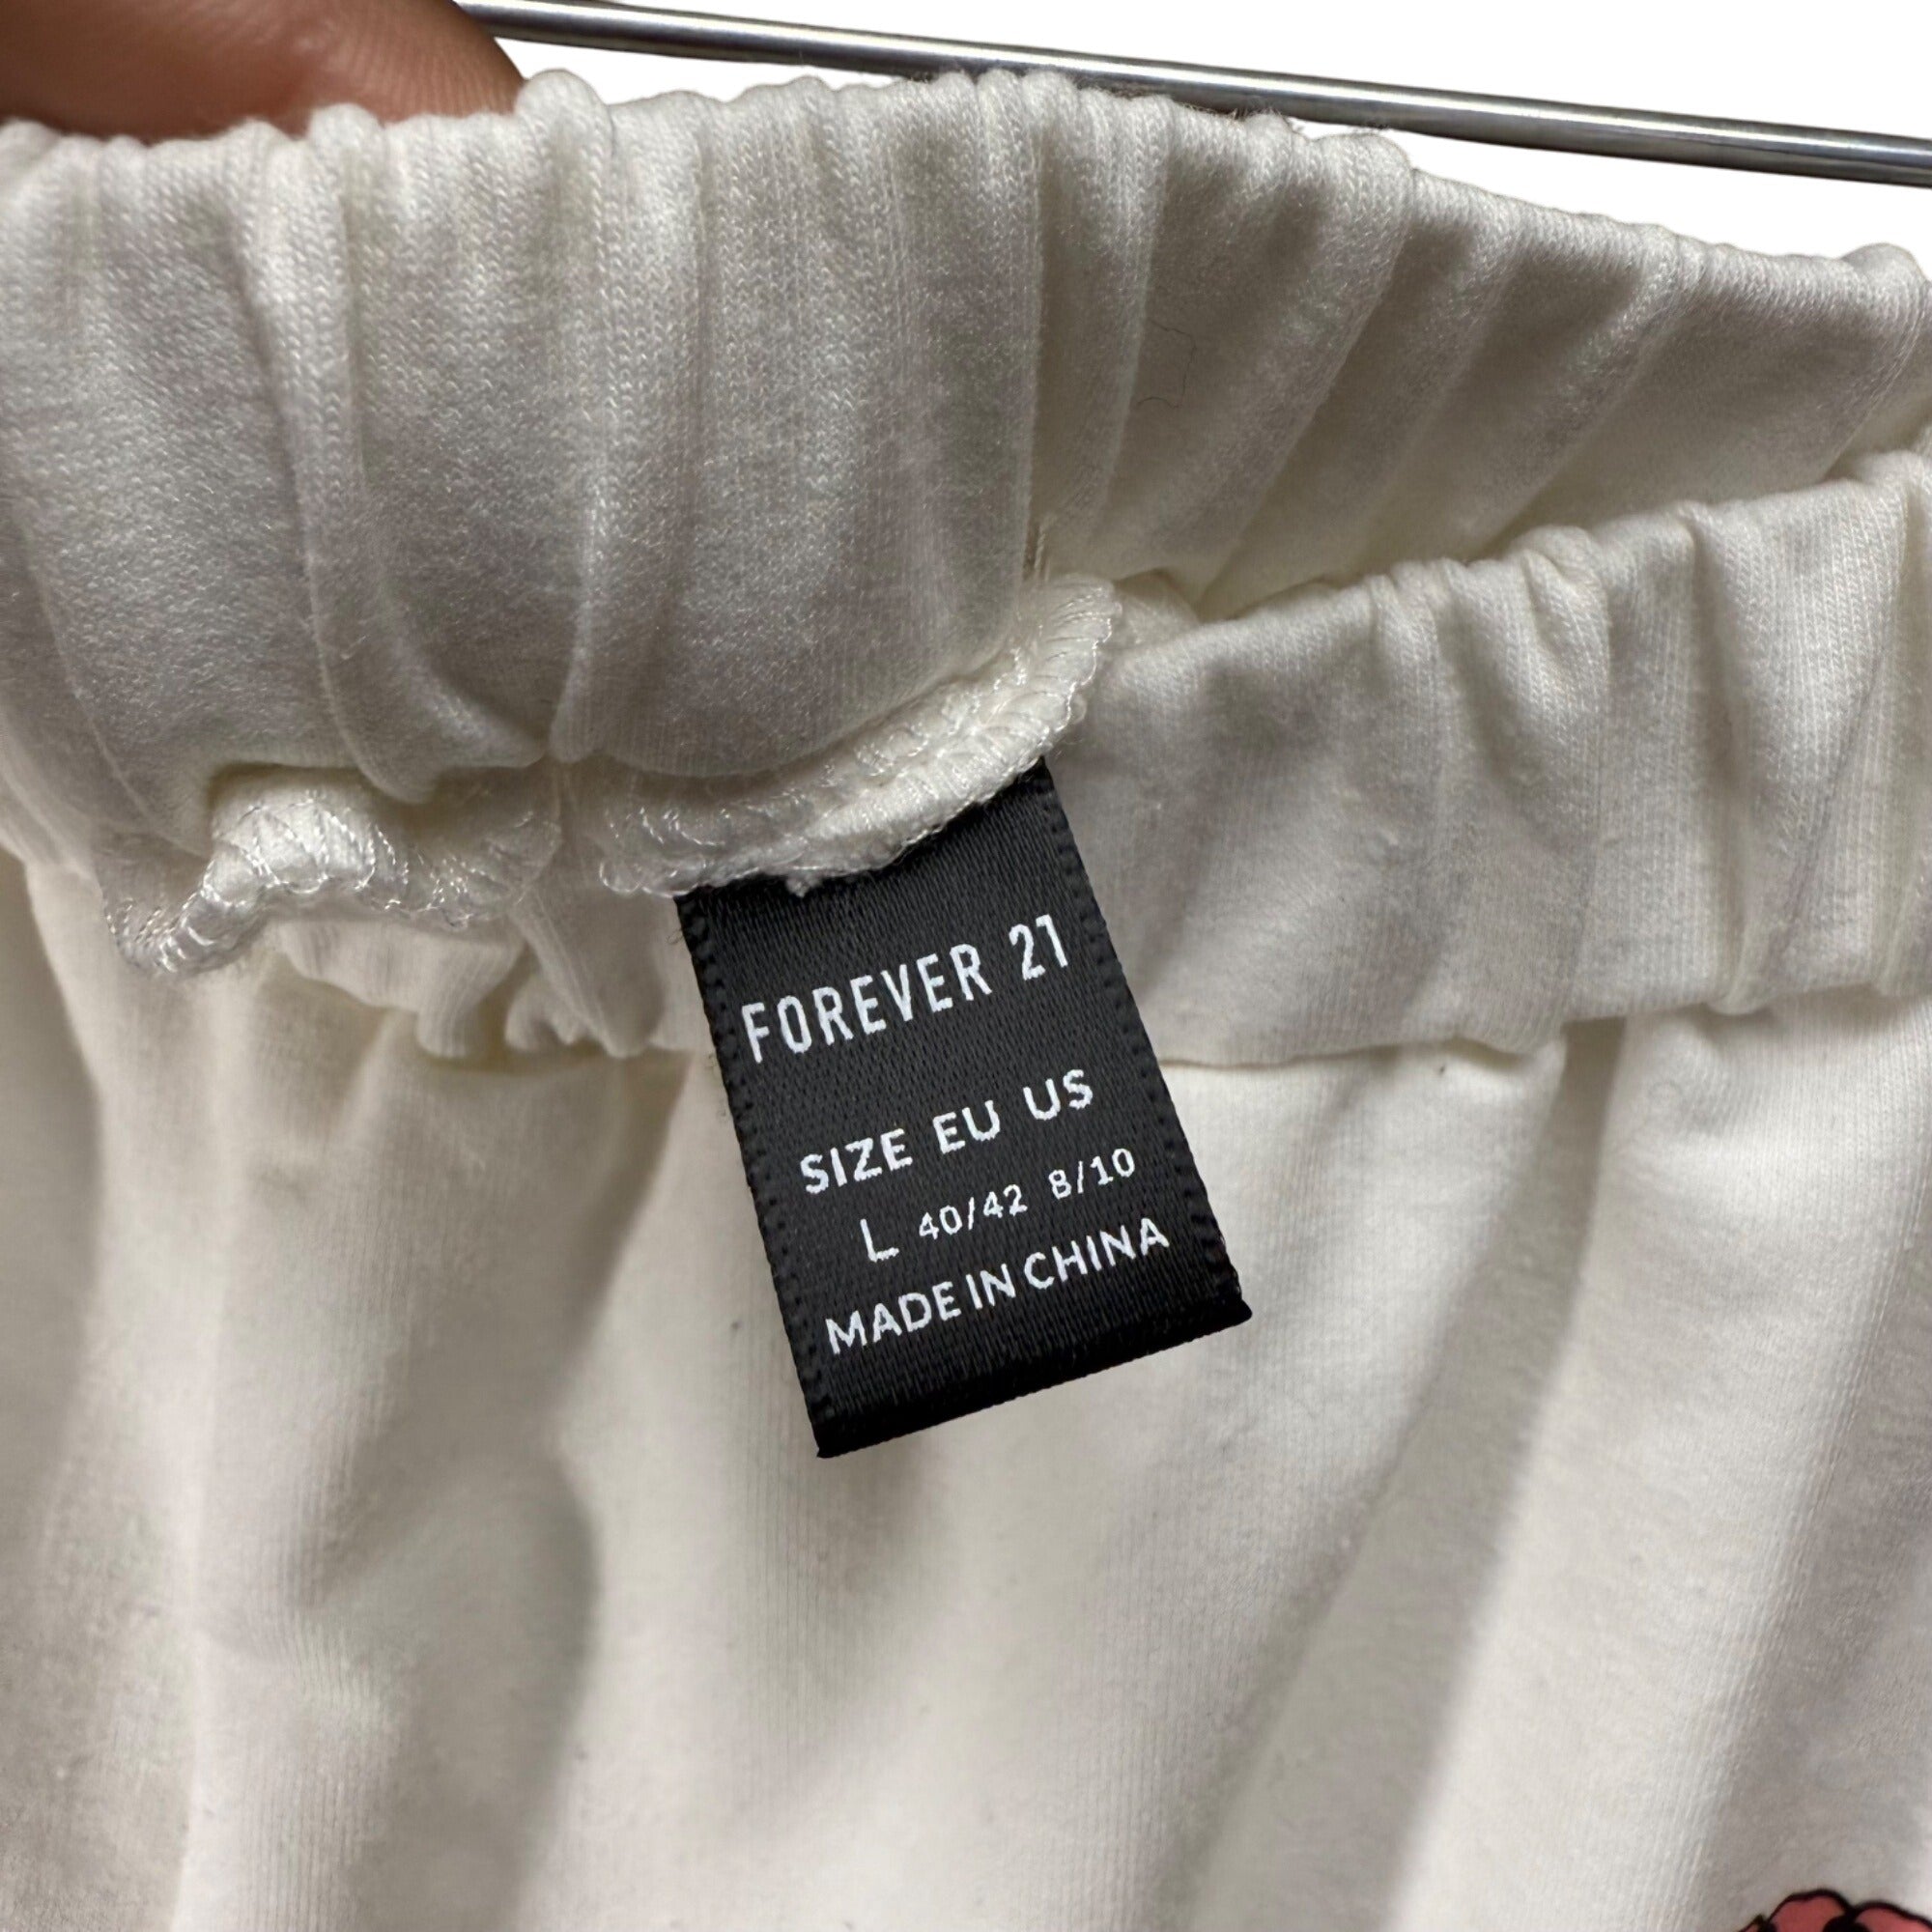 FOREVER 21
SIZE EU US
L 40/42 8/10
MADE IN CHINA